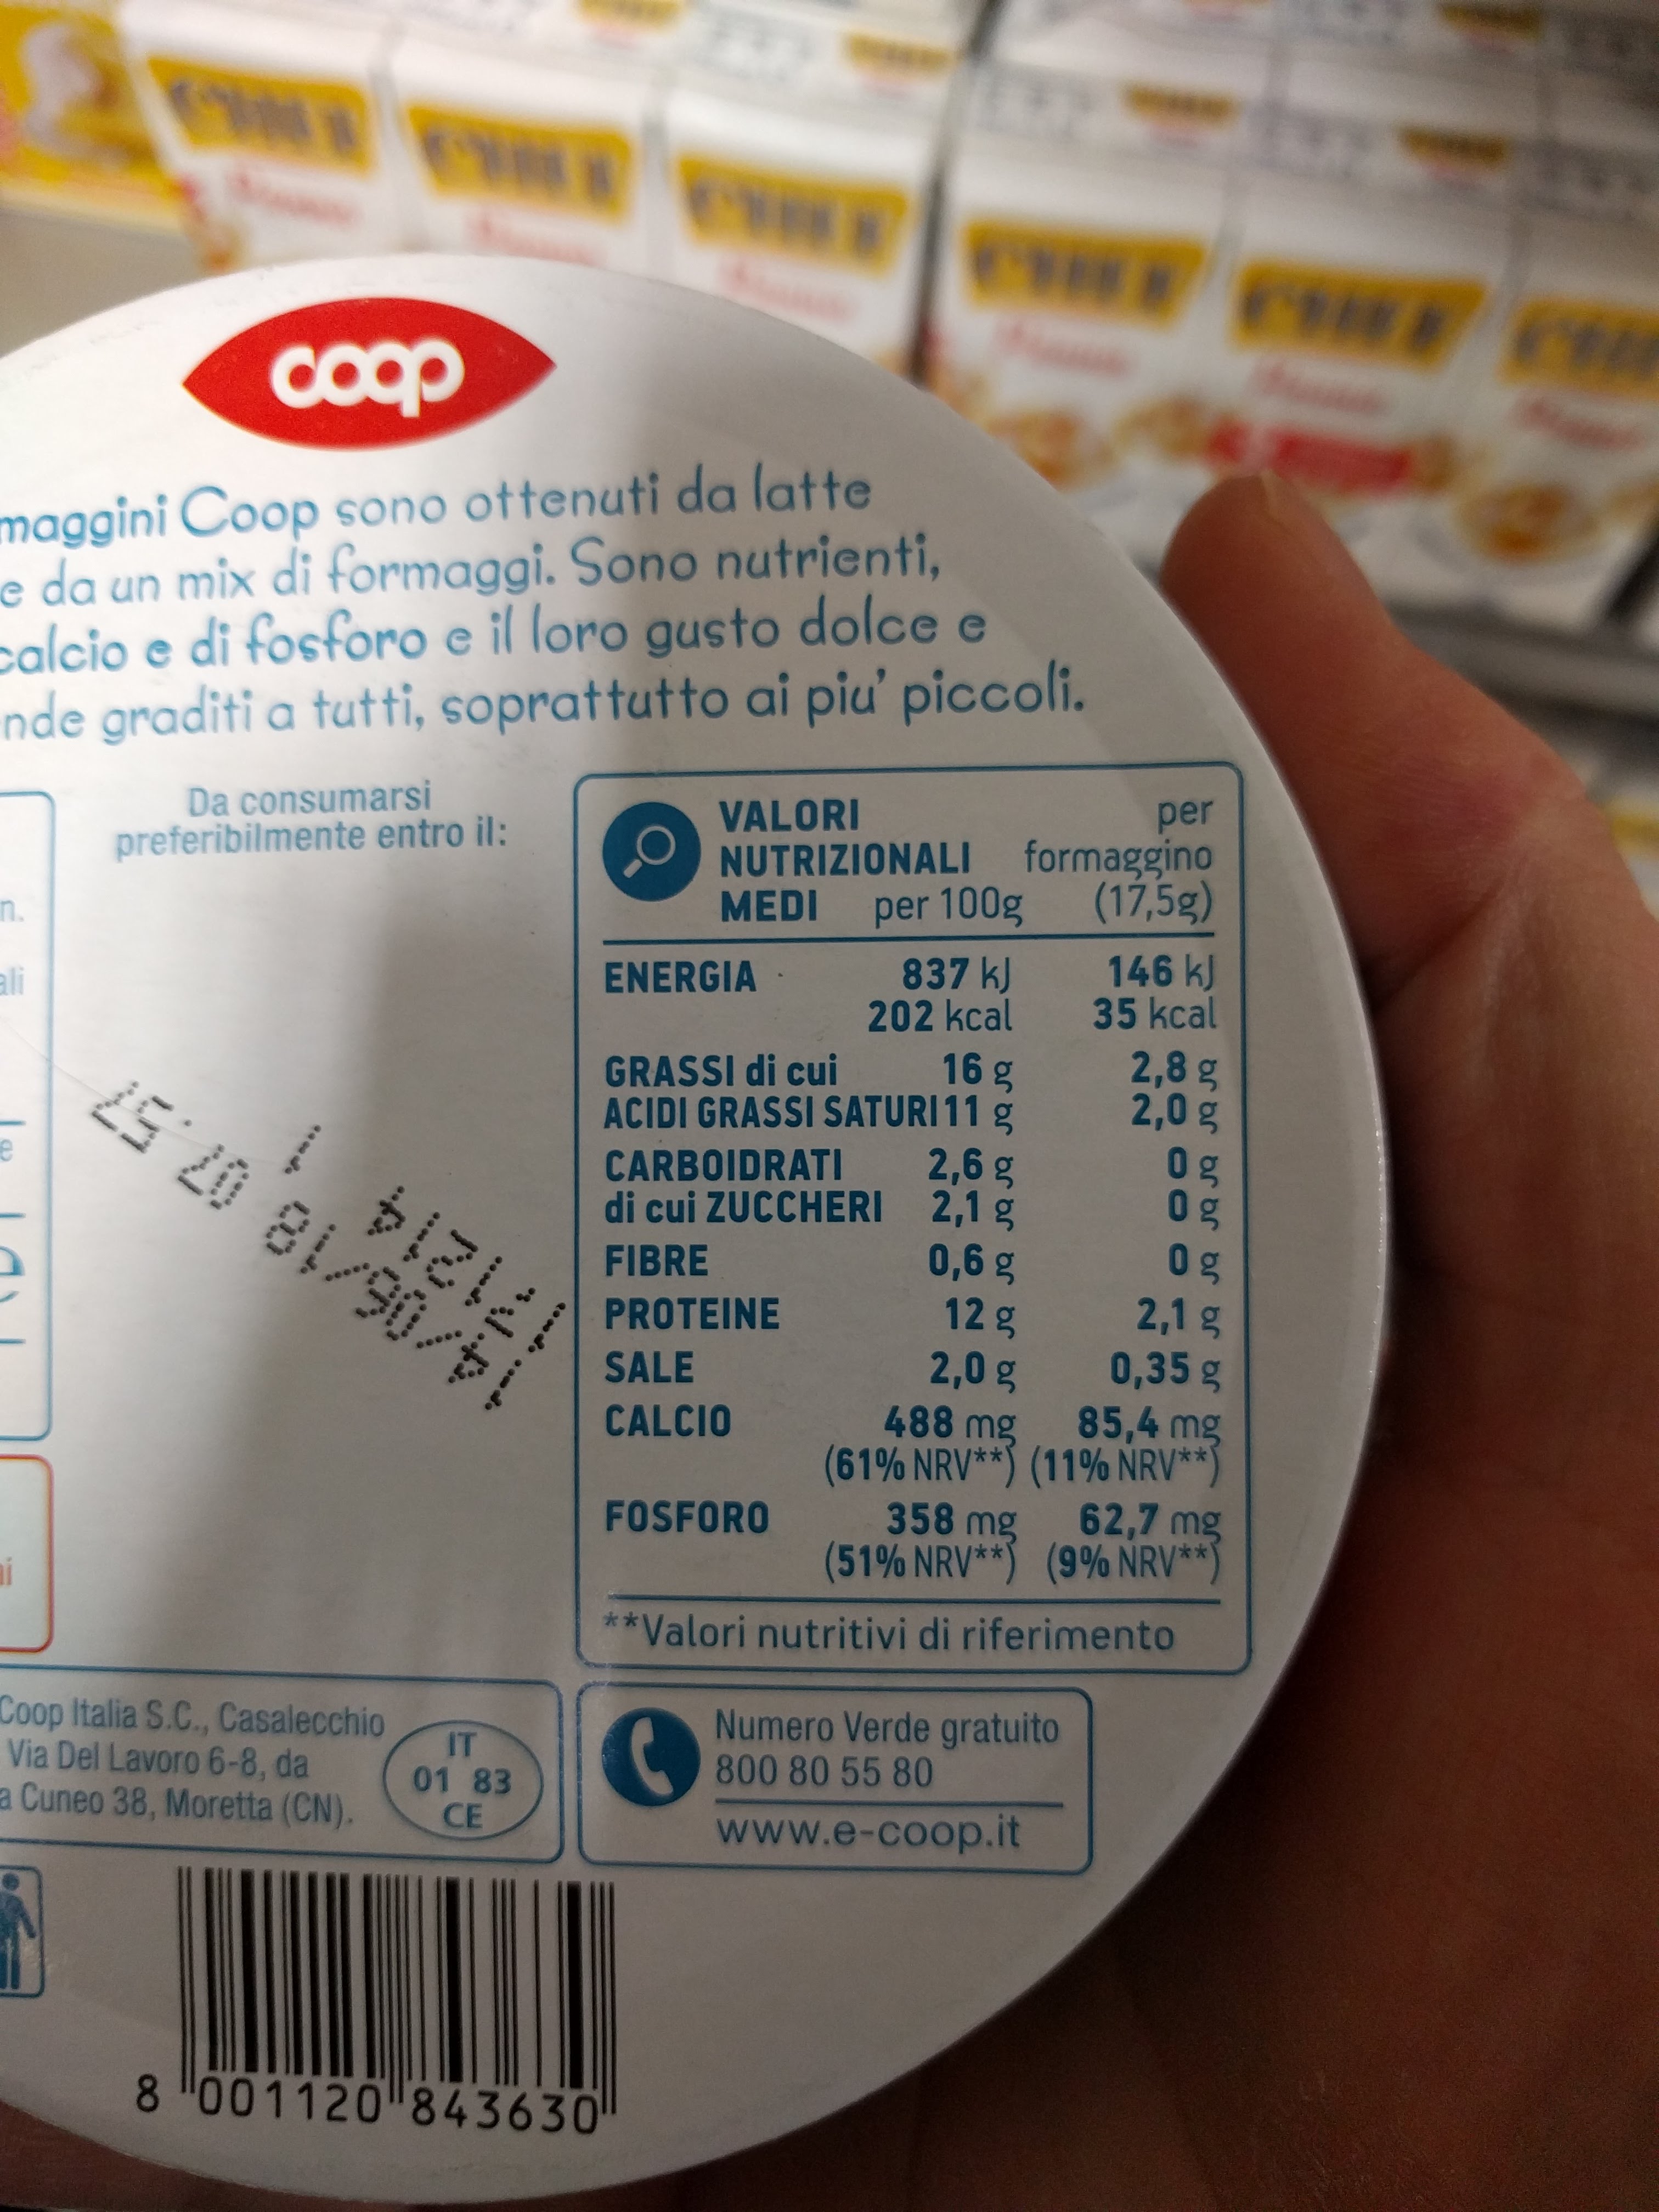 coop
maggini Coop sono ottenuti da latte
e da un mix di formaggi. Sono nutrienti,
calcio e di fosforo e il loro gusto dolce e
nde graditi a tutti, soprattutto ai piu' piccoli.
Da consumarsi
preferibilmente entro il:
14/06/18 07:57
n.
ali
e
ai
VALORI
NUTRIZIONALI
MEDI per 100g per formaggino (17,5g)
ENERGIA 837 kJ 146 kJ
202 kcal 35 kcal
GRASSI di cui 16 g 2,8 g
ACIDI GRASSI SATURI 11 g 2,0 g
CARBOIDRATI 2,6 g 0 g
di cui ZUCCHERI 2,1 g 0 g
FIBRE 0,6 g 0 g
PROTEINE 12 g 2,1 g
SALE 2,0 g 0,35 g
CALCIO 488 mg 85,4 mg
(61% NRV**) (11% NRV**)
FOSFORO 358 mg 62,7 mg
(51% NRV**) (9% NRV**)
**Valori nutritivi di riferimento
Coop Italia S.C., Casalecchio
Via Del Lavoro 6-8, da
a Cuneo 38, Moretta (CN).
IT
01 83
CE
Numero Verde gratuito
800 80 55 80
www.e-coop.it
8 001120 843630